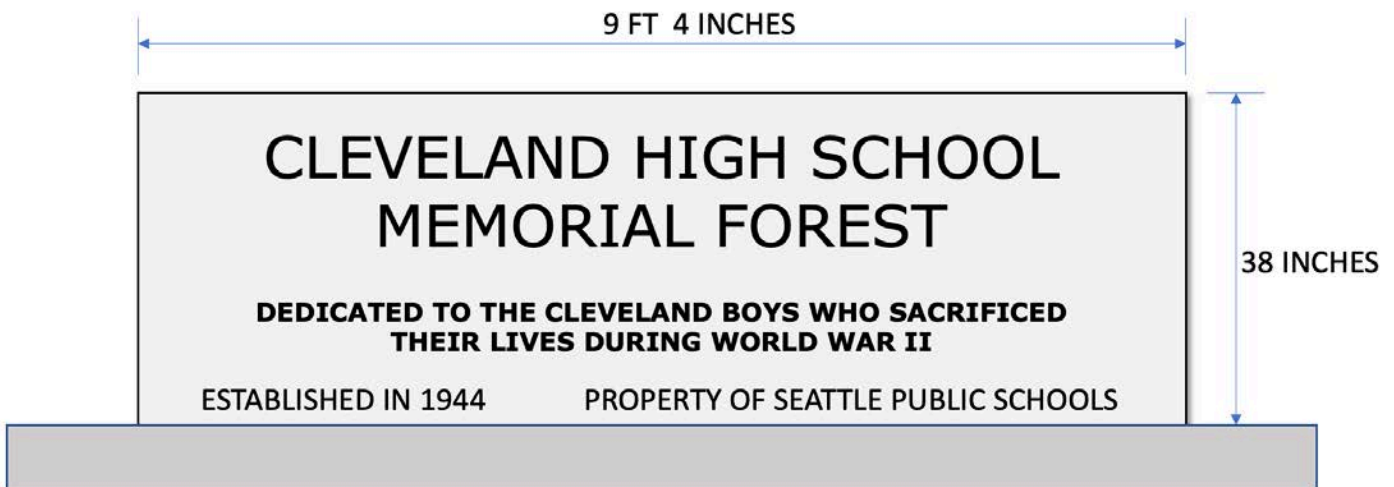 9 FT 4 INCHES
CLEVELAND HIGH SCHOOL
MEMORIAL FOREST
38 INCHES
DEDICATED TO THE CLEVELAND BOYS WHO SACRIFICED
THEIR LIVES DURING WORLD WAR II
ESTABLISHED IN 1944 PROPERTY OF SEATTLE PUBLIC SCHOOLS